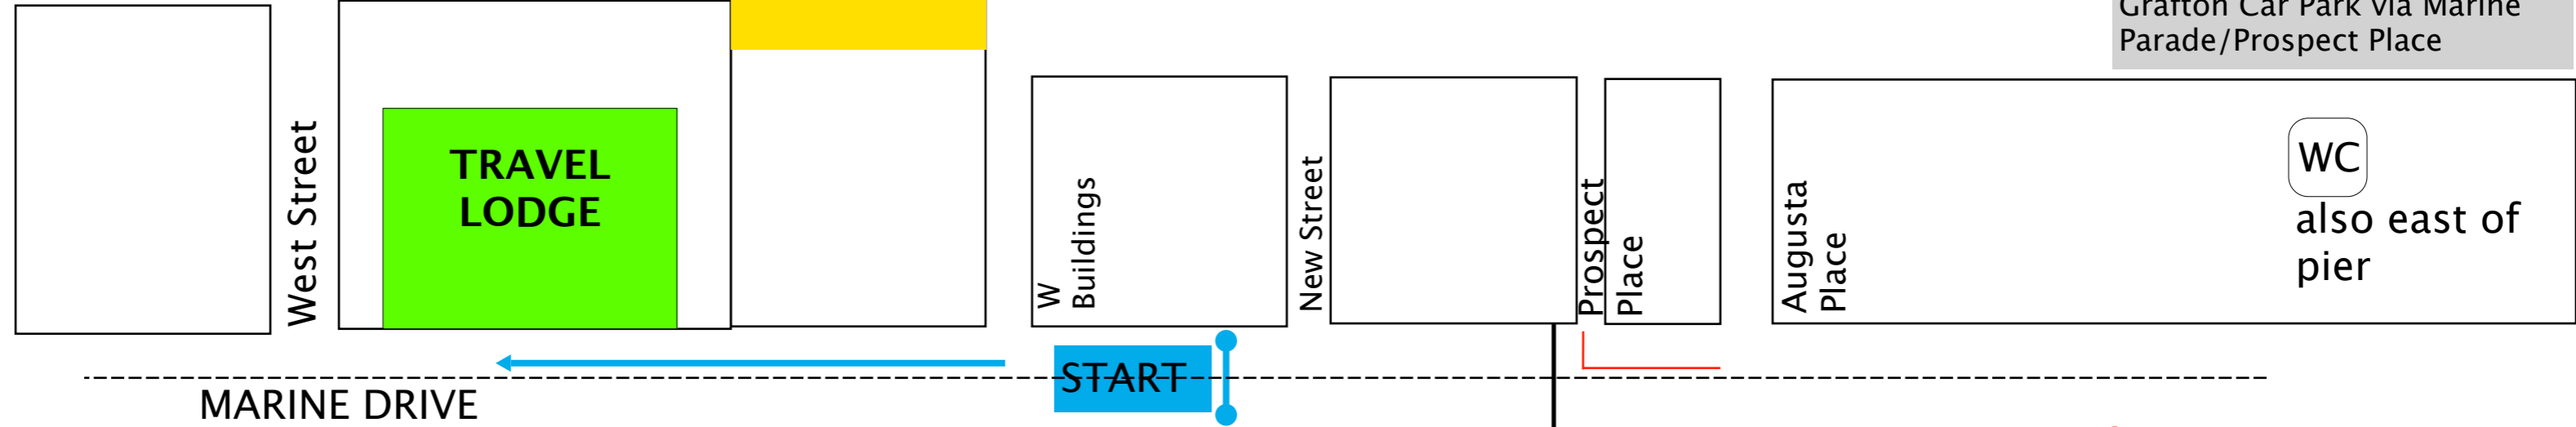 Grafton Car Park via Marine
Parade/Prospect Place
West Street
TRAVEL
LODGE
W
Buildings
New Street
Prospect
Place
Augusta
Place
WC
also east of
pier
START
MARINE DRIVE